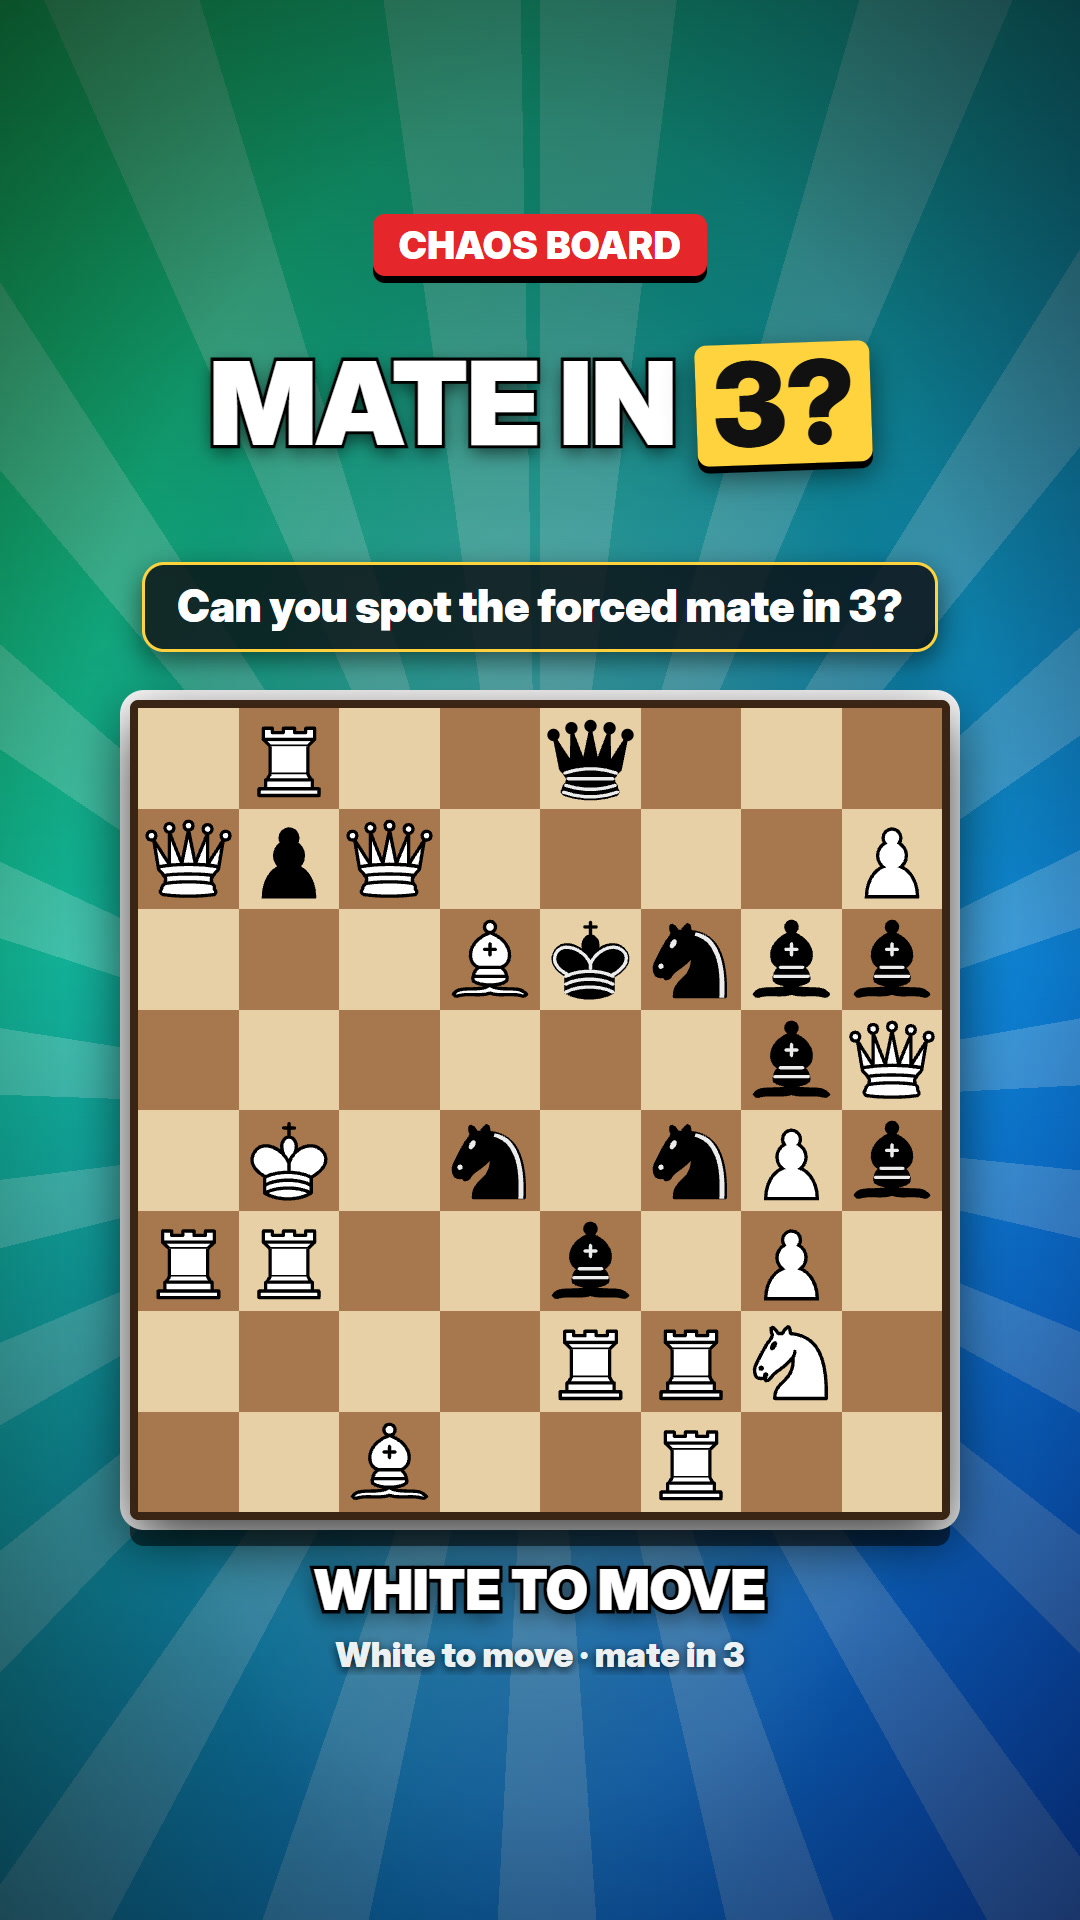 CHAOS BOARD
MATE IN 3?
Can you spot the forced mate in 3?
WHITE TO MOVE
White to move · mate in 3